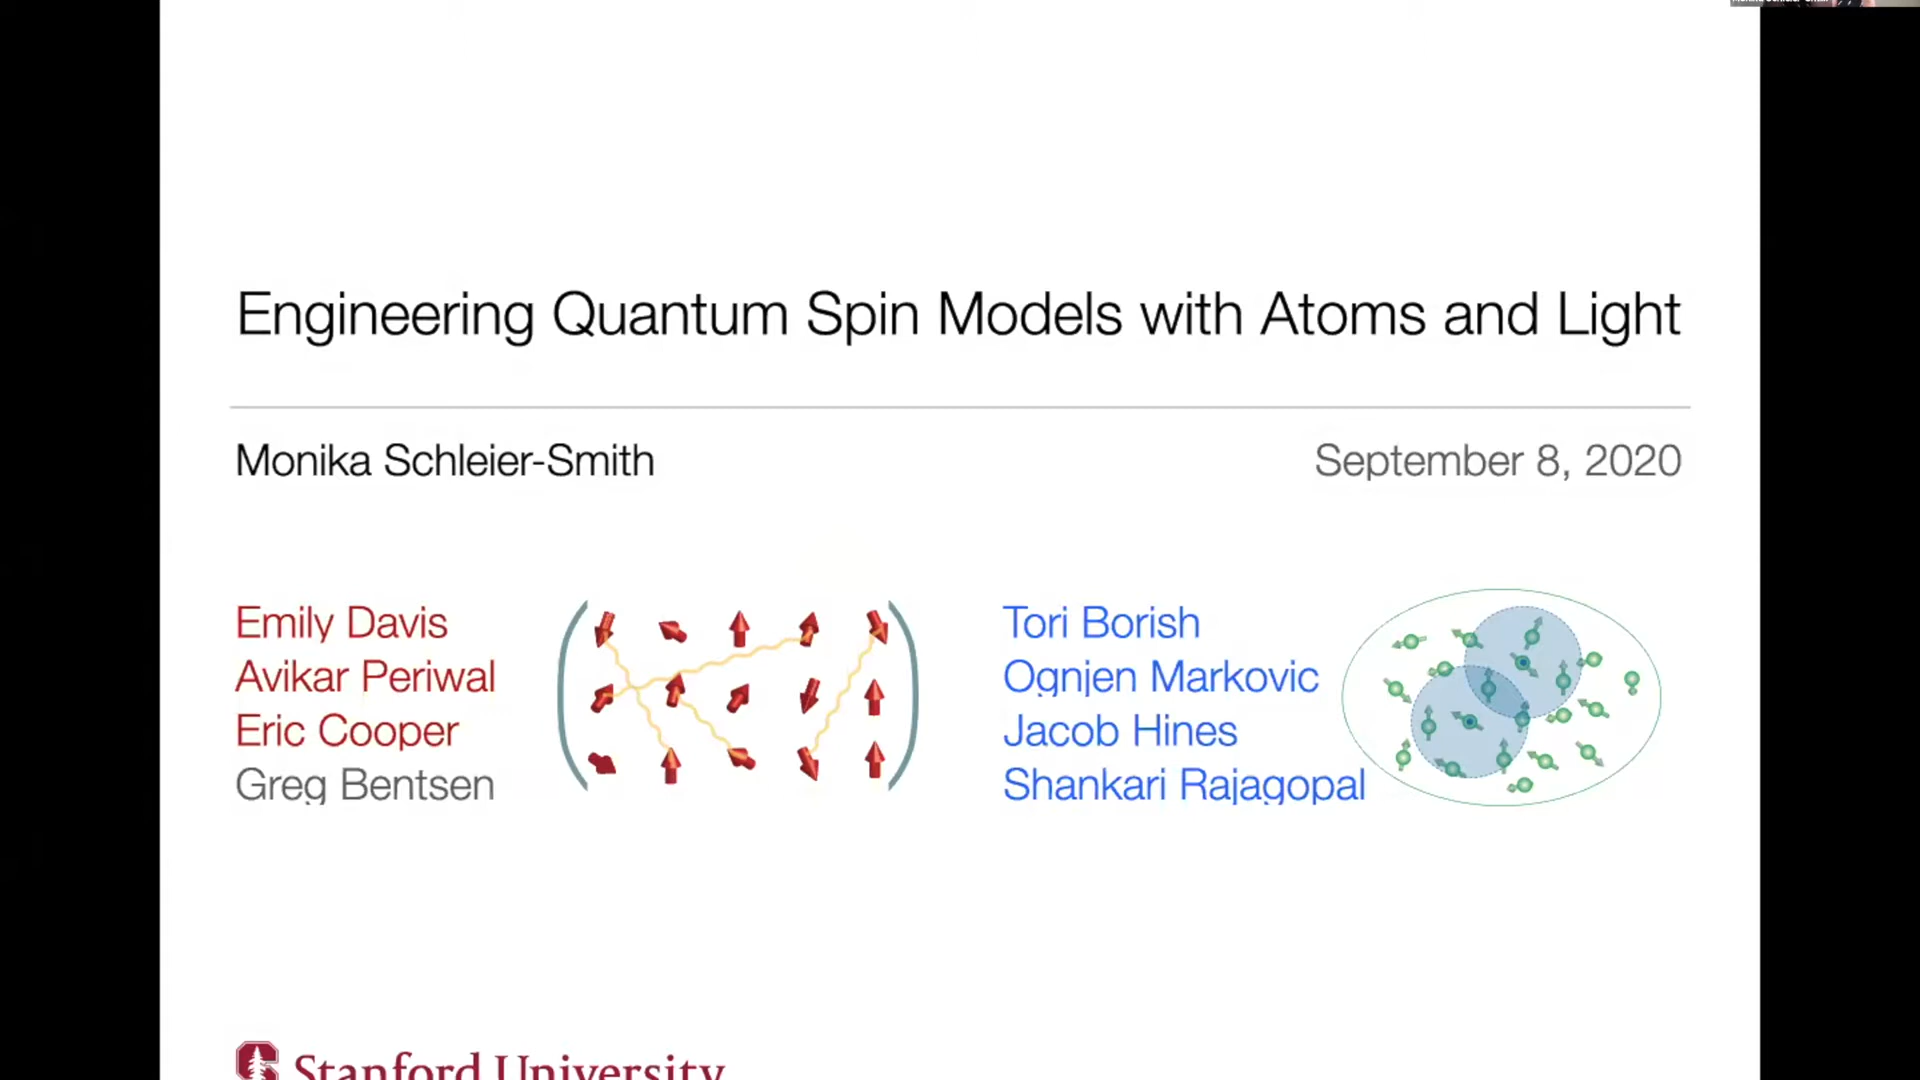 Engineering Quantum Spin Models with Atoms and Light
Monika Schleier-Smith
September 8, 2020
Emily Davis
Avikar Periwal
Eric Cooper
Greg Bentsen
Tori Borish
Ognjen Markovic
Jacob Hines
Shankari Rajagopal
Stanford University